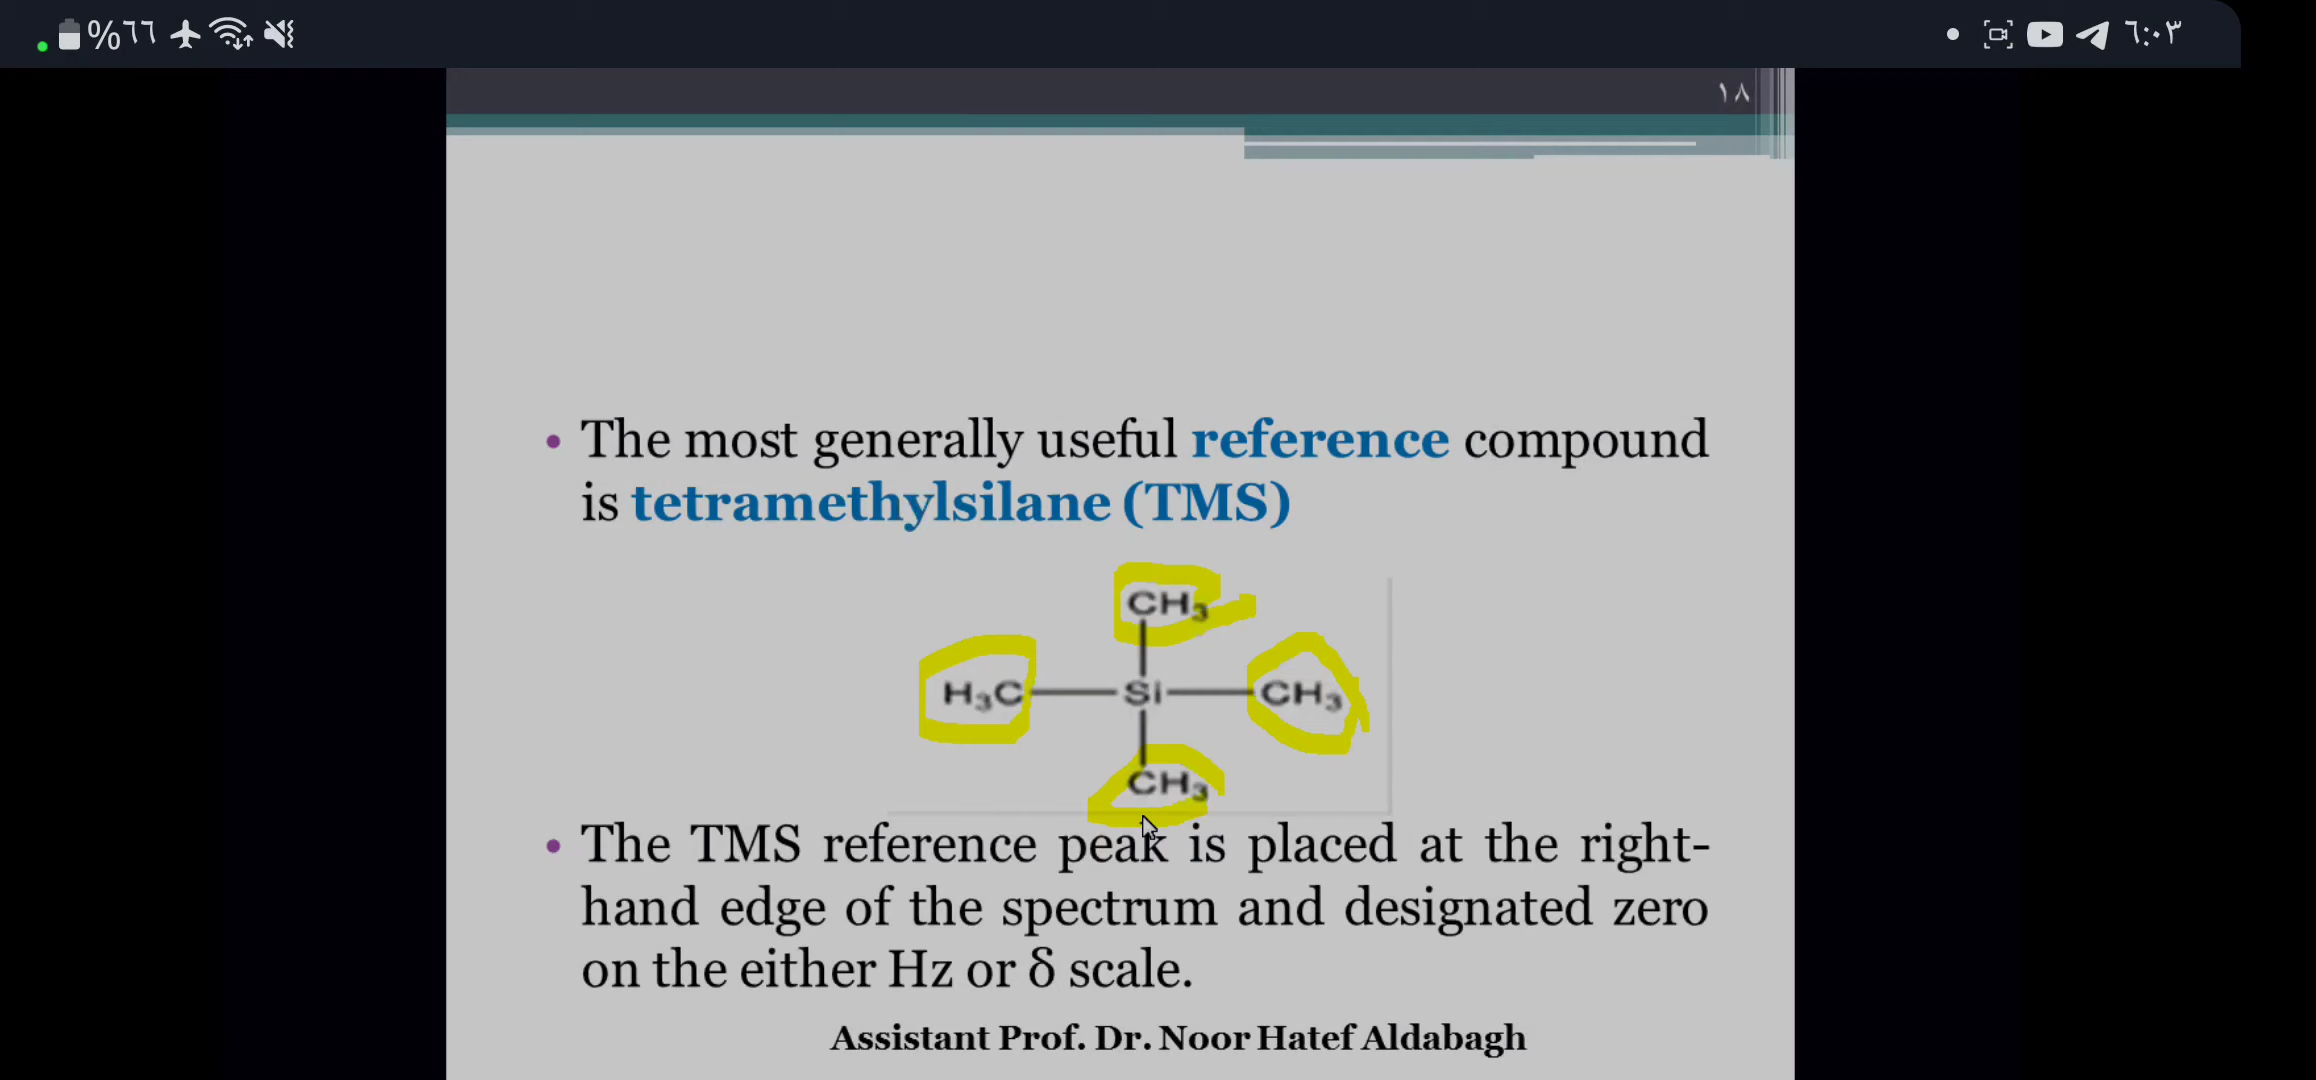 %٦٦
٦:٠٣
١٨
• The most generally useful reference compound
is tetramethylsilane (TMS)
CH3
H3C Si CH3
CH3
• The TMS reference peak is placed at the right-
hand edge of the spectrum and designated zero
on the either Hz or δ scale.
Assistant Prof. Dr. Noor Hatef Aldabagh